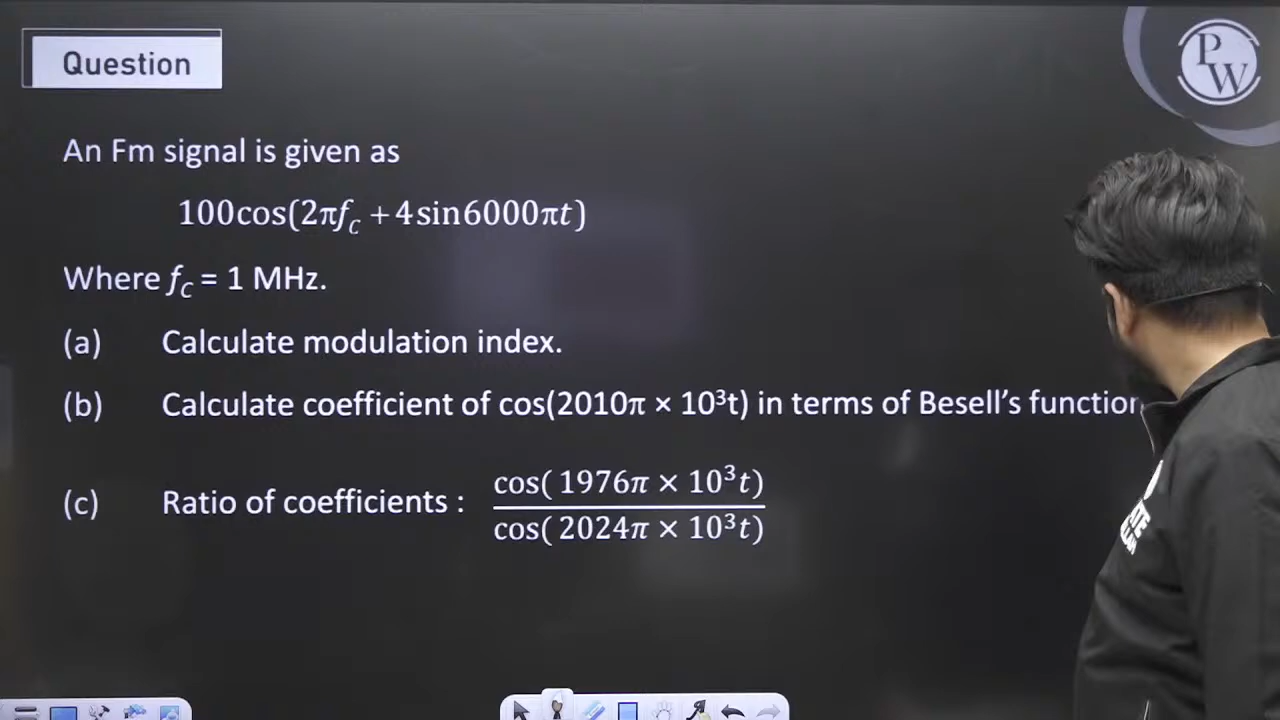 Question
PW
An Fm signal is given as
100cos(2πf_c + 4sin6000πt)
Where f_C = 1 MHz.
(a) Calculate modulation index.
(b) Calculate coefficient of cos(2010π × 10³t) in terms of Besell’s function
(c) Ratio of coefficients : cos( 1976π × 10³t)
cos( 2024π × 10³t)